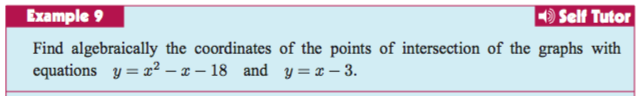 Example 9
Self Tutor
Find algebraically the coordinates of the points of intersection of the graphs with
equations y = x² − x − 18 and y = x − 3.